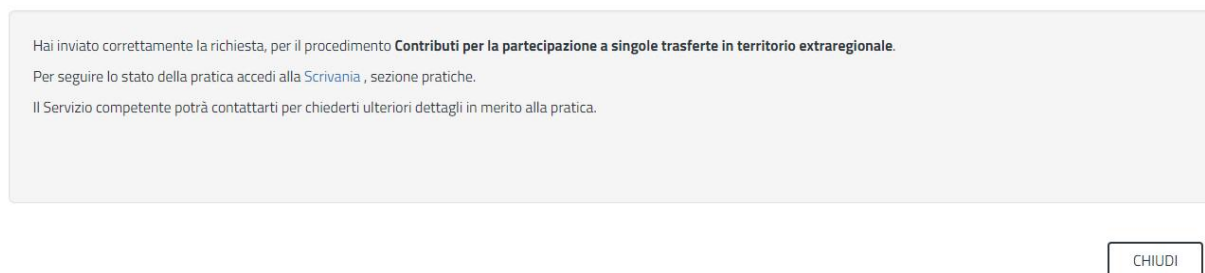 Hai inviato correttamente la richiesta, per il procedimento Contributi per la partecipazione a singole trasferte in territorio extraregionale.
Per seguire lo stato della pratica accedi alla Scrivania , sezione pratiche.
Il Servizio competente potrà contattarti per chiederti ulteriori dettagli in merito alla pratica.
CHIUDI